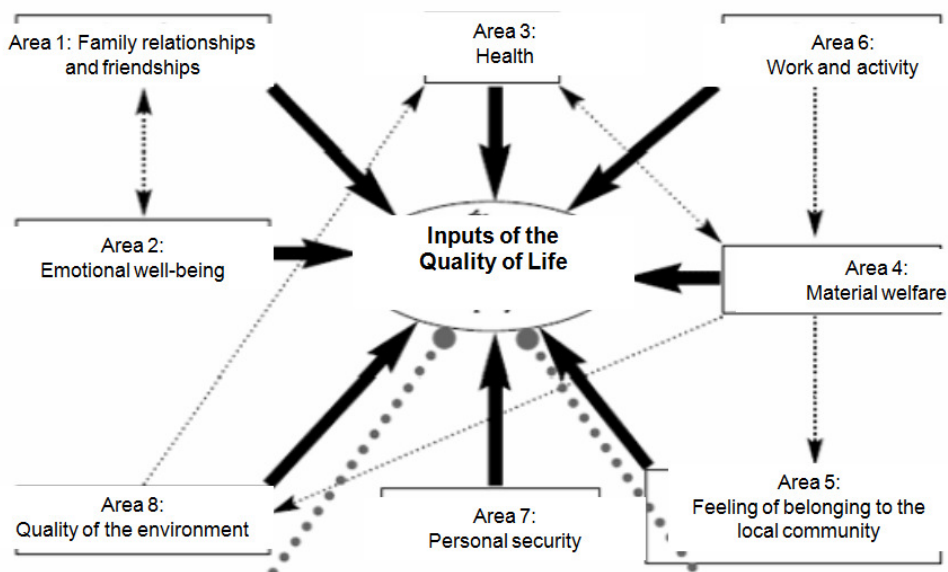 Area 1: Family relationships
and friendships
Area 3:
Health
Area 6:
Work and activity
Area 2:
Emotional well-being
Inputs of the
Quality of Life
Area 4:
Material welfare
Area 8:
Quality of the environment
Area 7:
Personal security
Area 5:
Feeling of belonging to the
local community